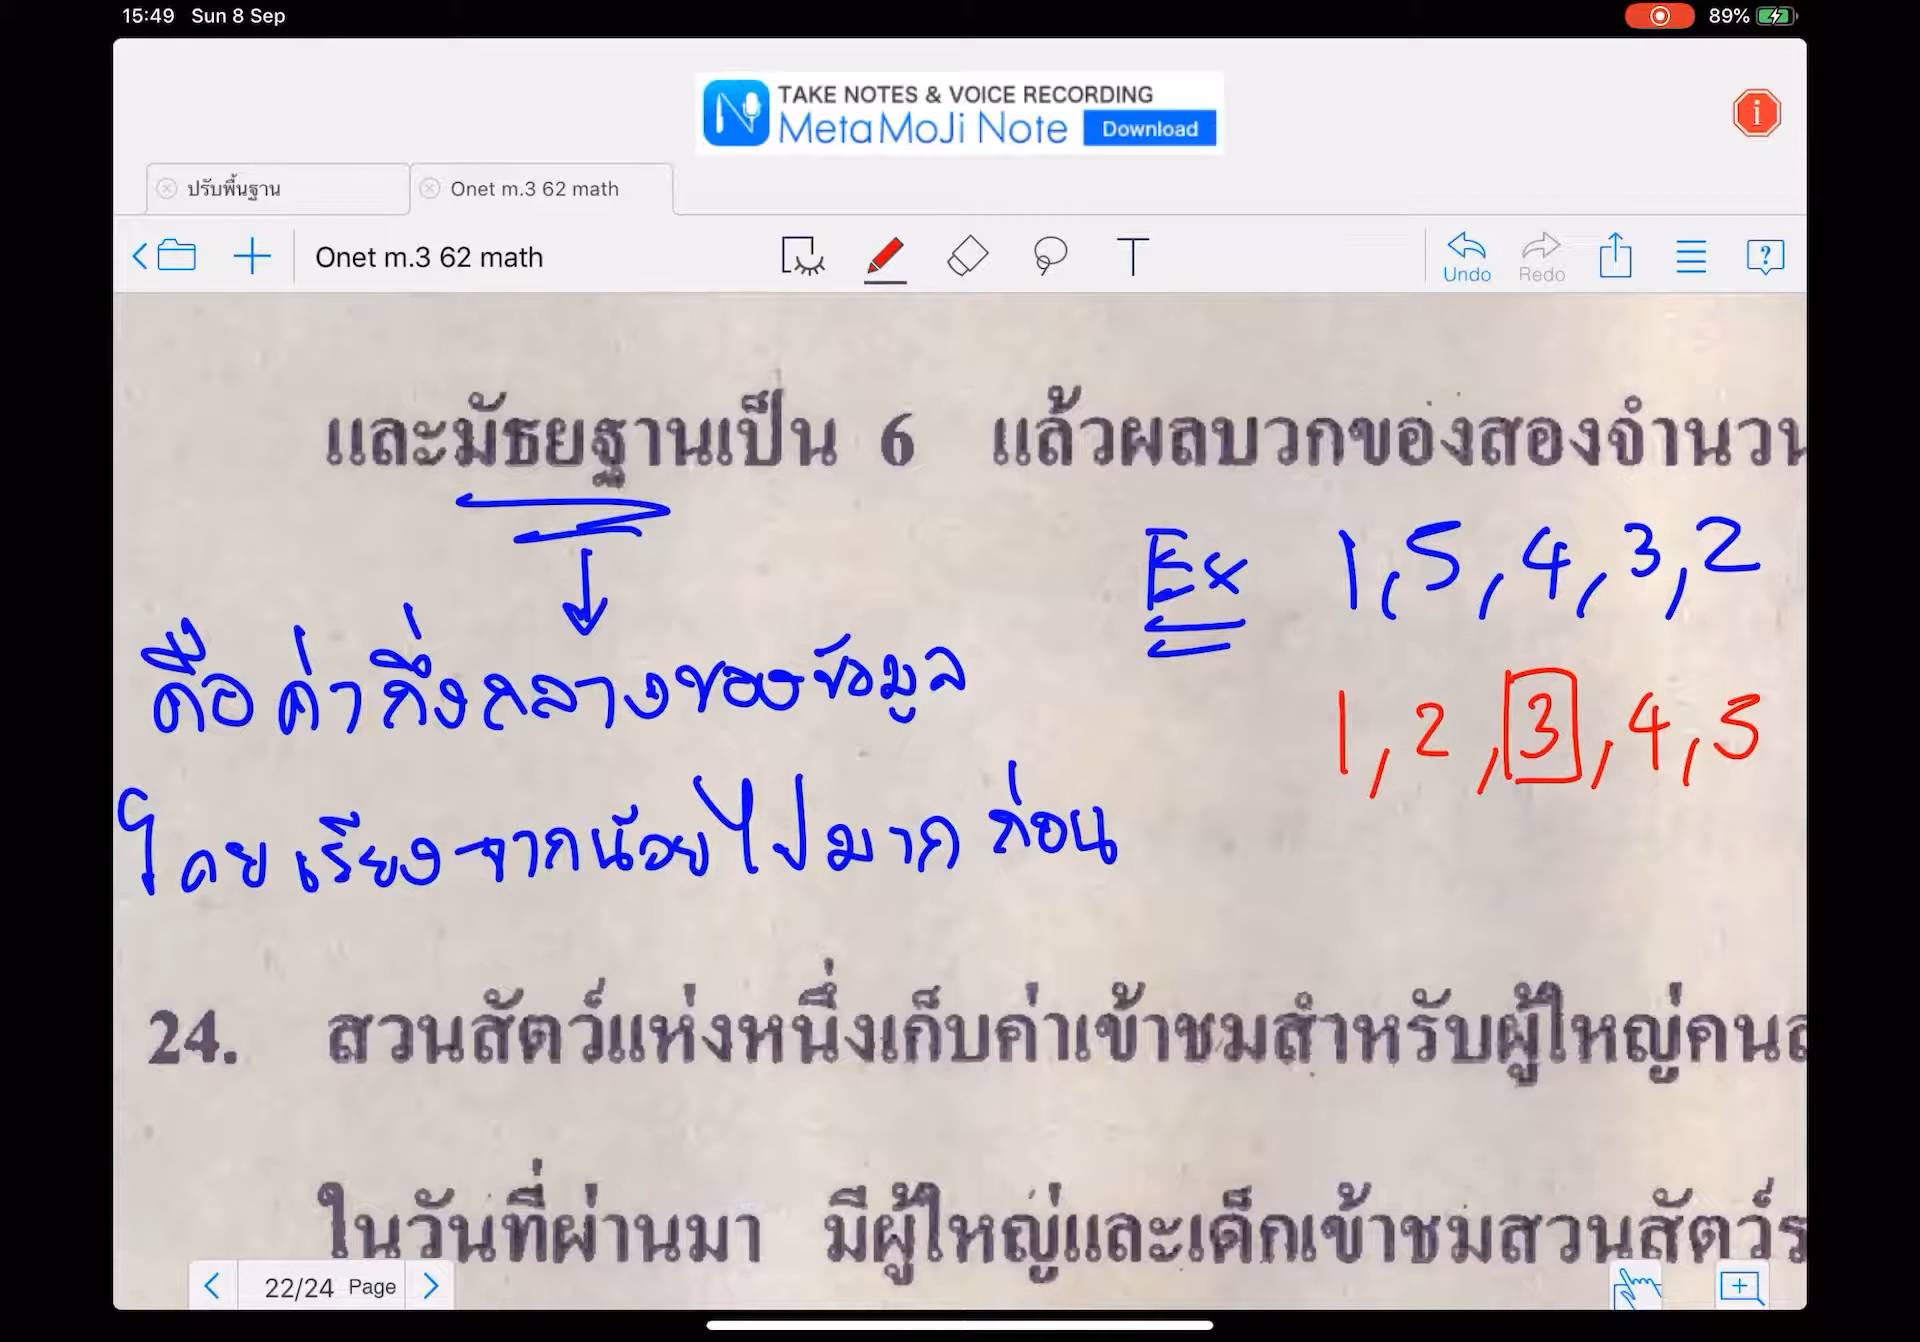 15:49 Sun 8 Sep
89%
TAKE NOTES & VOICE RECORDING
MetaMoJi Note Download
ปรับพื้นฐาน
Onet m.3 62 math
Onet m.3 62 math
T
Undo
Redo
และมัธยฐานเป็น 6 แล้วผลบวกของสองจำนวน
Ex 1, 5, 4, 3, 2
คือ ค่า กึ่งกลางของข้อมูล
1, 2, 3, 4, 5
โดย เรียงจากน้อยไปมาก ก่อน
24. สวนสัตว์แห่งหนึ่งเก็บค่าเข้าชมสำหรับผู้ใหญ่คนล
ในวันที่ผ่านมา มีผู้ใหญ่และเด็กเข้าชมสวนสัตว์ร
22/24 Page